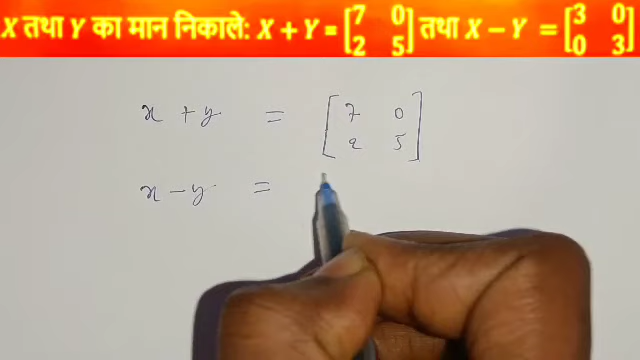 X तथा Y का मान निकाले: X + Y = [7 0 तथा X − Y = [3 0
2 5] 0 3]
x + y = [7 0
2 5]
x − y =